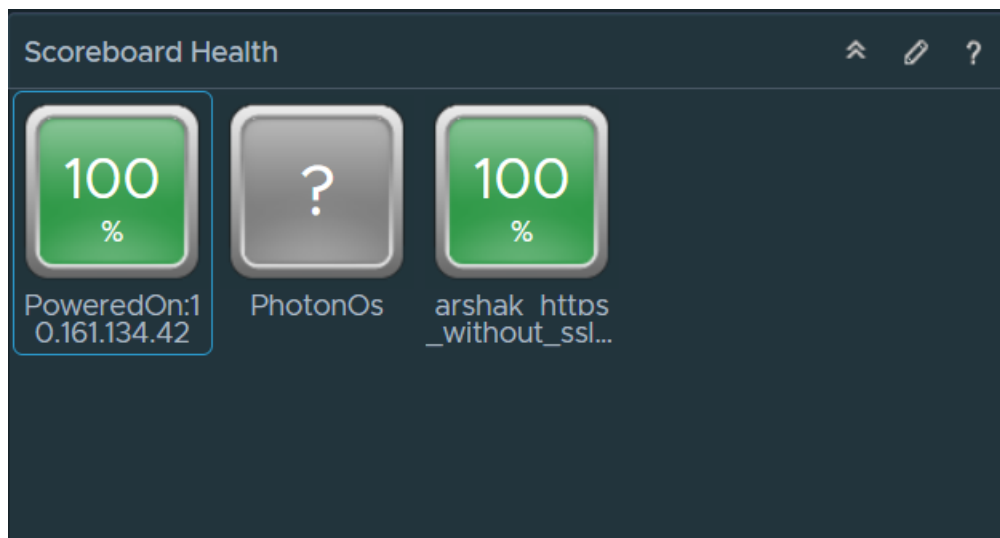 Scoreboard Health
?
100
%
?
100
%
PoweredOn:1
0.161.134.42
PhotonOs
arshak_https
_without_ssl...